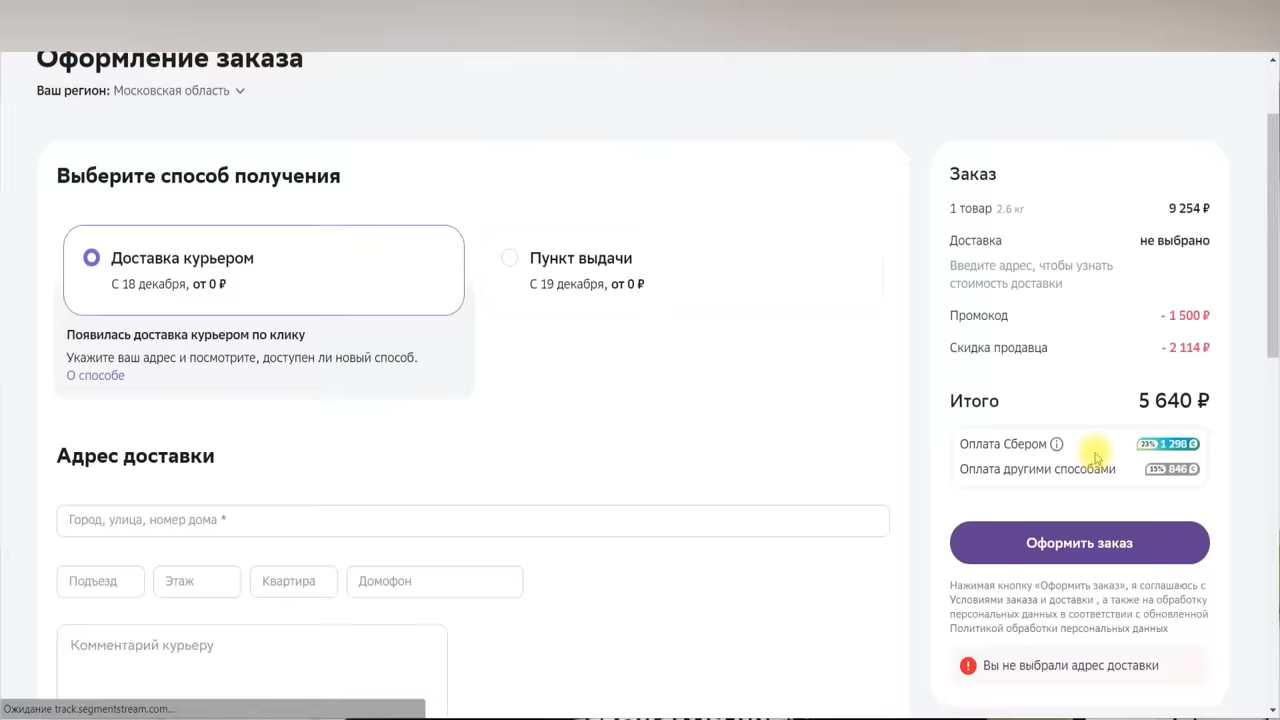 Оформление заказа
Ваш регион: Московская область
Выберите способ получения
Доставка курьером
С 18 декабря, от 0 ₽
Пункт выдачи
С 19 декабря, от 0 ₽
Появилась доставка курьером по клику
Укажите ваш адрес и посмотрите, доступен ли новый способ.
О способе
Адрес доставки
Город, улица, номер дома *
Подъезд
Этаж
Квартира
Домофон
Комментарий курьеру
Заказ
1 товар 2.6 кг 9 254 ₽
Доставка не выбрано
Введите адрес, чтобы узнать
стоимость доставки
Промокод - 1 500 ₽
Скидка продавца - 2 114 ₽
Итого 5 640 ₽
Оплата Сбером 23% 1 298
Оплата другими способами 15% 846
Оформить заказ
Нажимая кнопку «Оформить заказ», я соглашаюсь с
Условиями заказа и доставки , а также на обработку
персональных данных в соответствии с обновленной
Политикой обработки персональных данных
Вы не выбрали адрес доставки
Ожидание track.segmentstream.com...